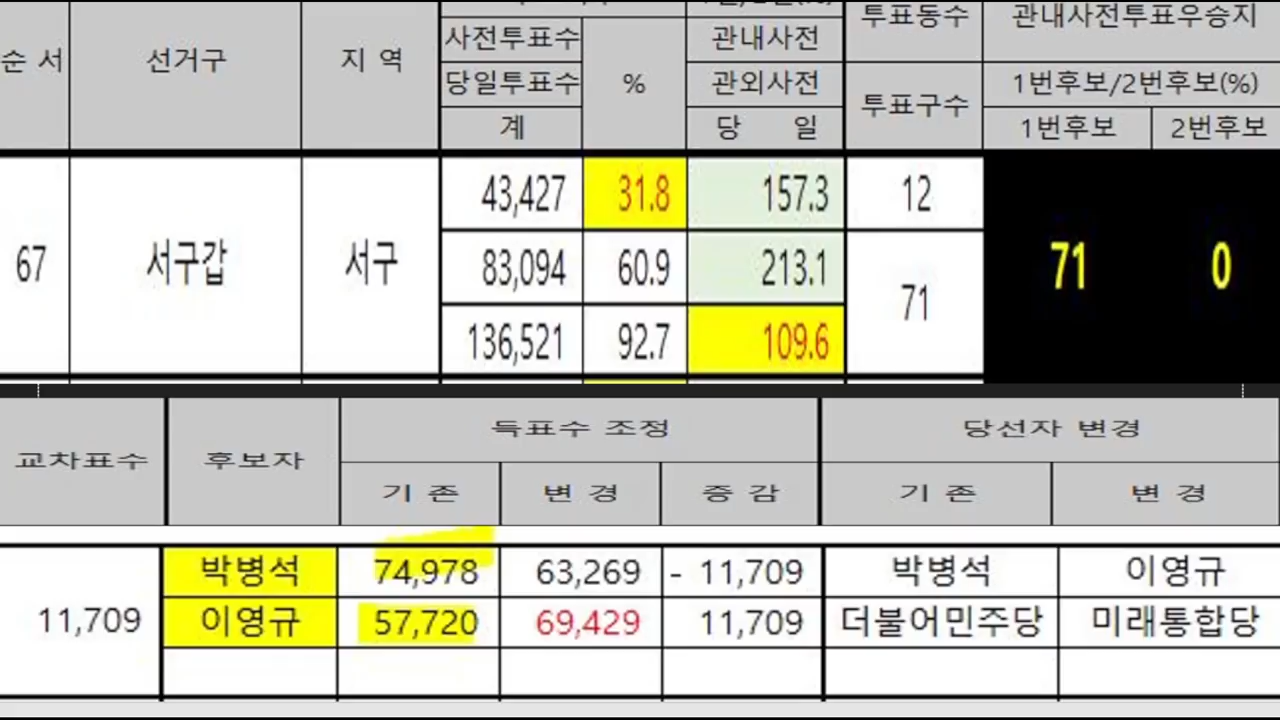 투표동수 관내사전투표우승지
순 서 선거구 지 역 사전투표수 % 관내사전
당일투표수 관외사전 투표구수 1번후보/2번후보(%)
계 당 일 1번후보 2번후보
67 서구갑 서구 43,427 31.8 157.3 12 71 0
83,094 60.9 213.1 71
136,521 92.7 109.6
교차표수 후보자 득표수 조정 당선자 변경
기 존 변 경 증 감 기 존 변 경
11,709 박병석 74,978 63,269 - 11,709 박병석 이영규
이영규 57,720 69,429 11,709 더불어민주당 미래통합당